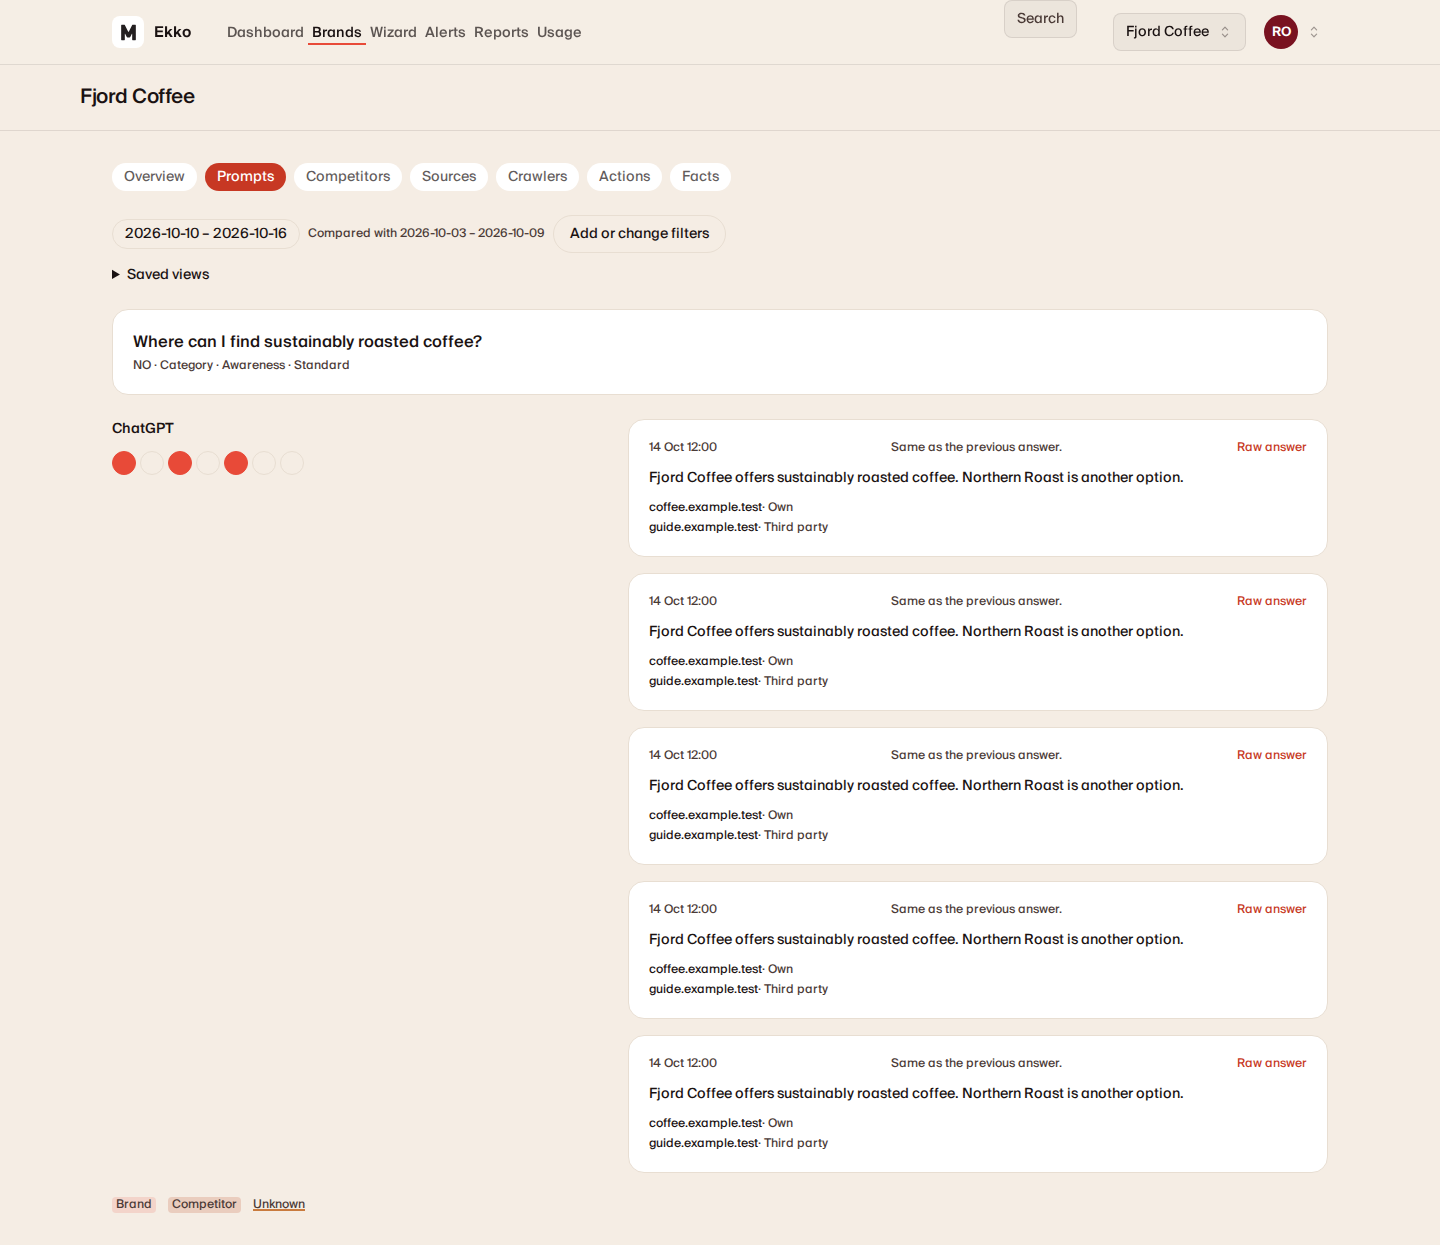 M Ekko Dashboard Brands Wizard Alerts Reports Usage Search Fjord Coffee RO
Fjord Coffee
Overview Prompts Competitors Sources Crawlers Actions Facts
2026-10-10 – 2026-10-16 Compared with 2026-10-03 – 2026-10-09 Add or change filters
Saved views
Where can I find sustainably roasted coffee?
NO · Category · Awareness · Standard
ChatGPT
14 Oct 12:00 Same as the previous answer. Raw answer
Fjord Coffee offers sustainably roasted coffee. Northern Roast is another option.
coffee.example.test· Own
guide.example.test· Third party
14 Oct 12:00 Same as the previous answer. Raw answer
Fjord Coffee offers sustainably roasted coffee. Northern Roast is another option.
coffee.example.test· Own
guide.example.test· Third party
14 Oct 12:00 Same as the previous answer. Raw answer
Fjord Coffee offers sustainably roasted coffee. Northern Roast is another option.
coffee.example.test· Own
guide.example.test· Third party
14 Oct 12:00 Same as the previous answer. Raw answer
Fjord Coffee offers sustainably roasted coffee. Northern Roast is another option.
coffee.example.test· Own
guide.example.test· Third party
14 Oct 12:00 Same as the previous answer. Raw answer
Fjord Coffee offers sustainably roasted coffee. Northern Roast is another option.
coffee.example.test· Own
guide.example.test· Third party
Brand Competitor Unknown